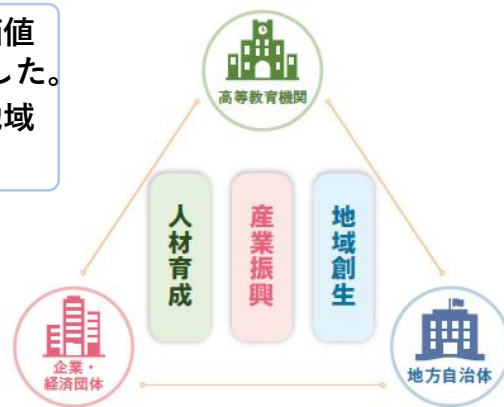 値
した。
域
高等教育機関
人材育成
産業振興
地域創生
企業・
経済団体
地方自治体